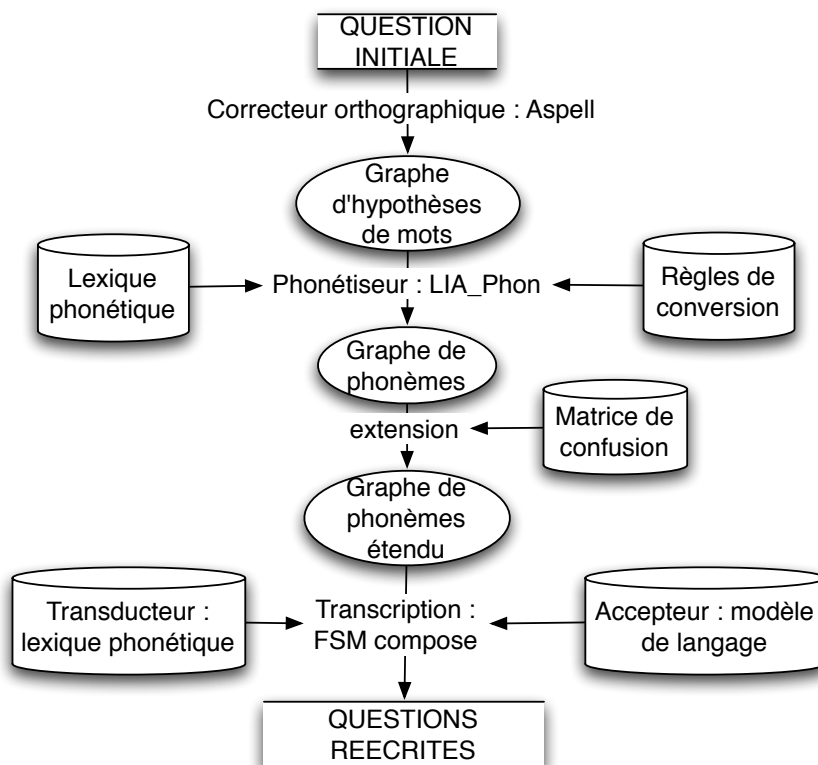 QUESTION
INITIALE
Correcteur orthographique : Aspell
Graphe
d'hypothèses
de mots
Lexique
phonétique
Phonétiseur : LIA_Phon
Règles de
conversion
Graphe de
phonèmes
extension
Matrice de
confusion
Graphe de
phonèmes
étendu
Transducteur :
lexique phonétique
Transcription :
FSM compose
Accepteur : modèle
de langage
QUESTIONS
REECRITES